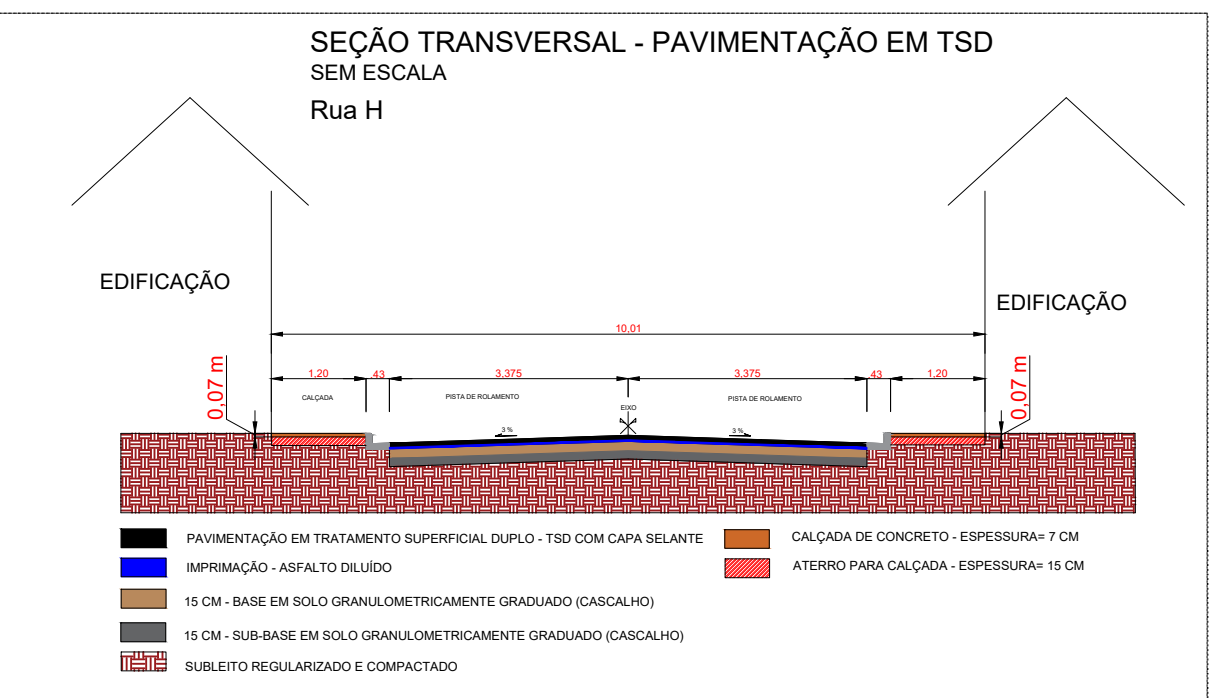 SEÇÃO TRANSVERSAL - PAVIMENTAÇÃO EM TSD
SEM ESCALA
Rua H
EDIFICAÇÃO
EDIFICAÇÃO
10,01
0,07 m
1,20 ,43 3,375 3,375 ,43 1,20
0,07 m
CALÇADA
PISTA DE ROLAMENTO
PISTA DE ROLAMENTO
EIXO
3 %
3 %
PAVIMENTAÇÃO EM TRATAMENTO SUPERFICIAL DUPLO - TSD COM CAPA SELANTE
IMPRIMAÇÃO - ASFALTO DILUÍDO
15 CM - BASE EM SOLO GRANULOMETRICAMENTE GRADUADO (CASCALHO)
15 CM - SUB-BASE EM SOLO GRANULOMETRICAMENTE GRADUADO (CASCALHO)
SUBLEITO REGULARIZADO E COMPACTADO
CALÇADA DE CONCRETO - ESPESSURA= 7 CM
ATERRO PARA CALÇADA - ESPESSURA= 15 CM